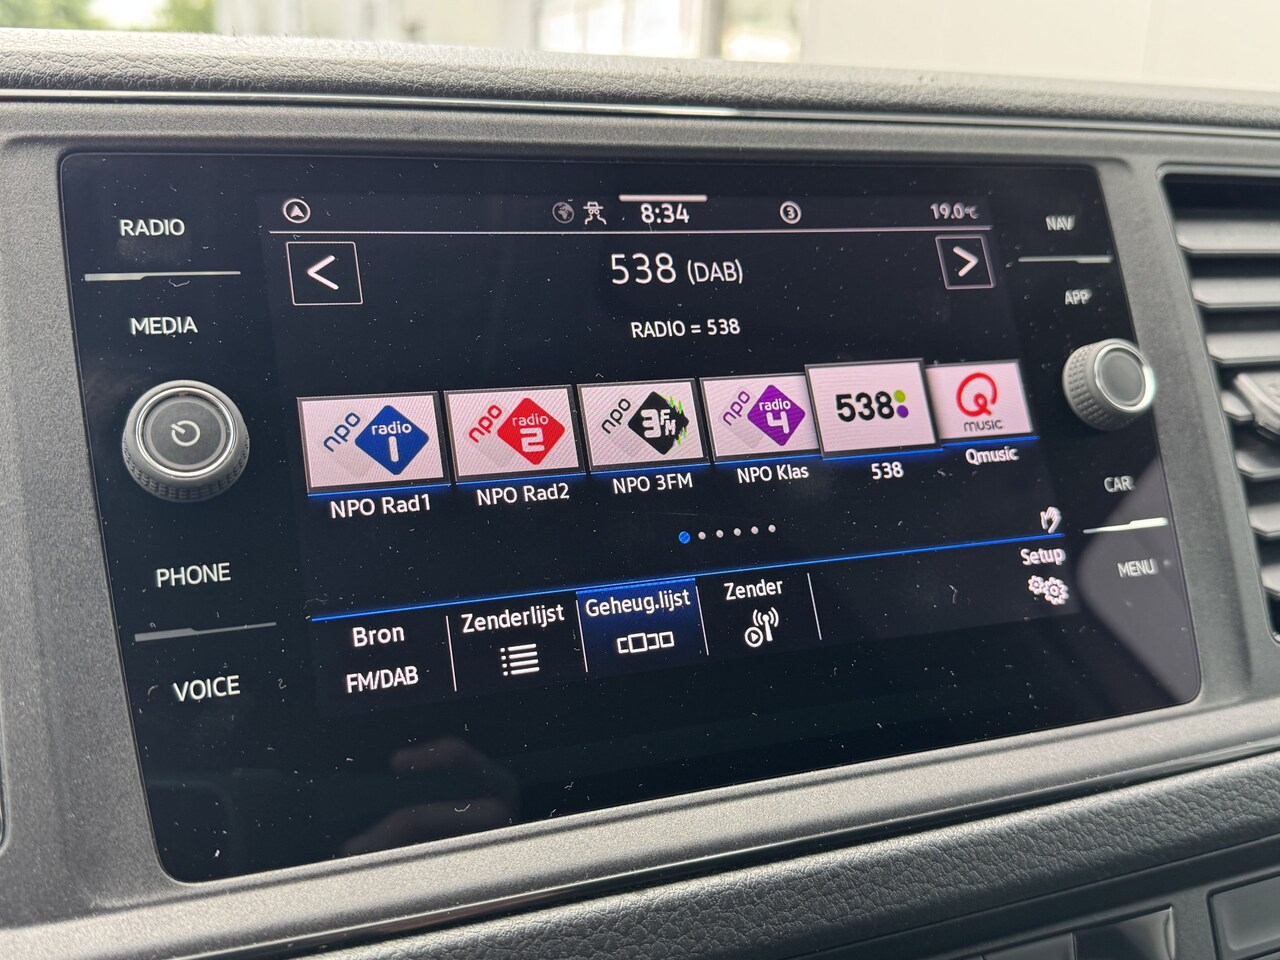 RADIO
MEDIA
PHONE
VOICE
8:34
3
19.0°C
538 (DAB)
RADIO = 538
npo radio 1
npo radio 2
npo 3FM
npo radio 4
538
Q music
NPO Rad1
NPO Rad2
NPO 3FM
NPO Klas
538
Qmusic
Bron
FM/DAB
Zenderlijst
Geheug.lijst
Zender
Setup
NAV
APP
CAR
MENU